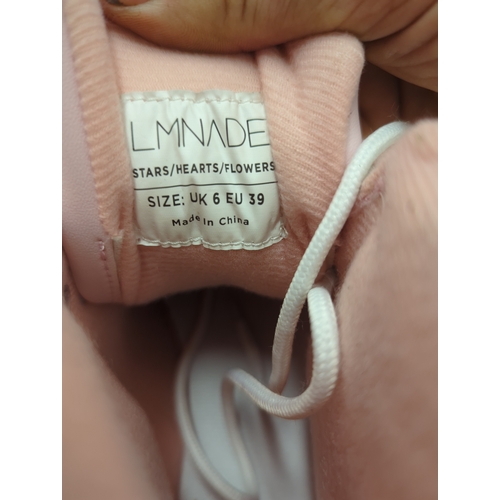 LMNADE
STARS/HEARTS/FLOWERS
SIZE: UK 6 EU 39
Made In China